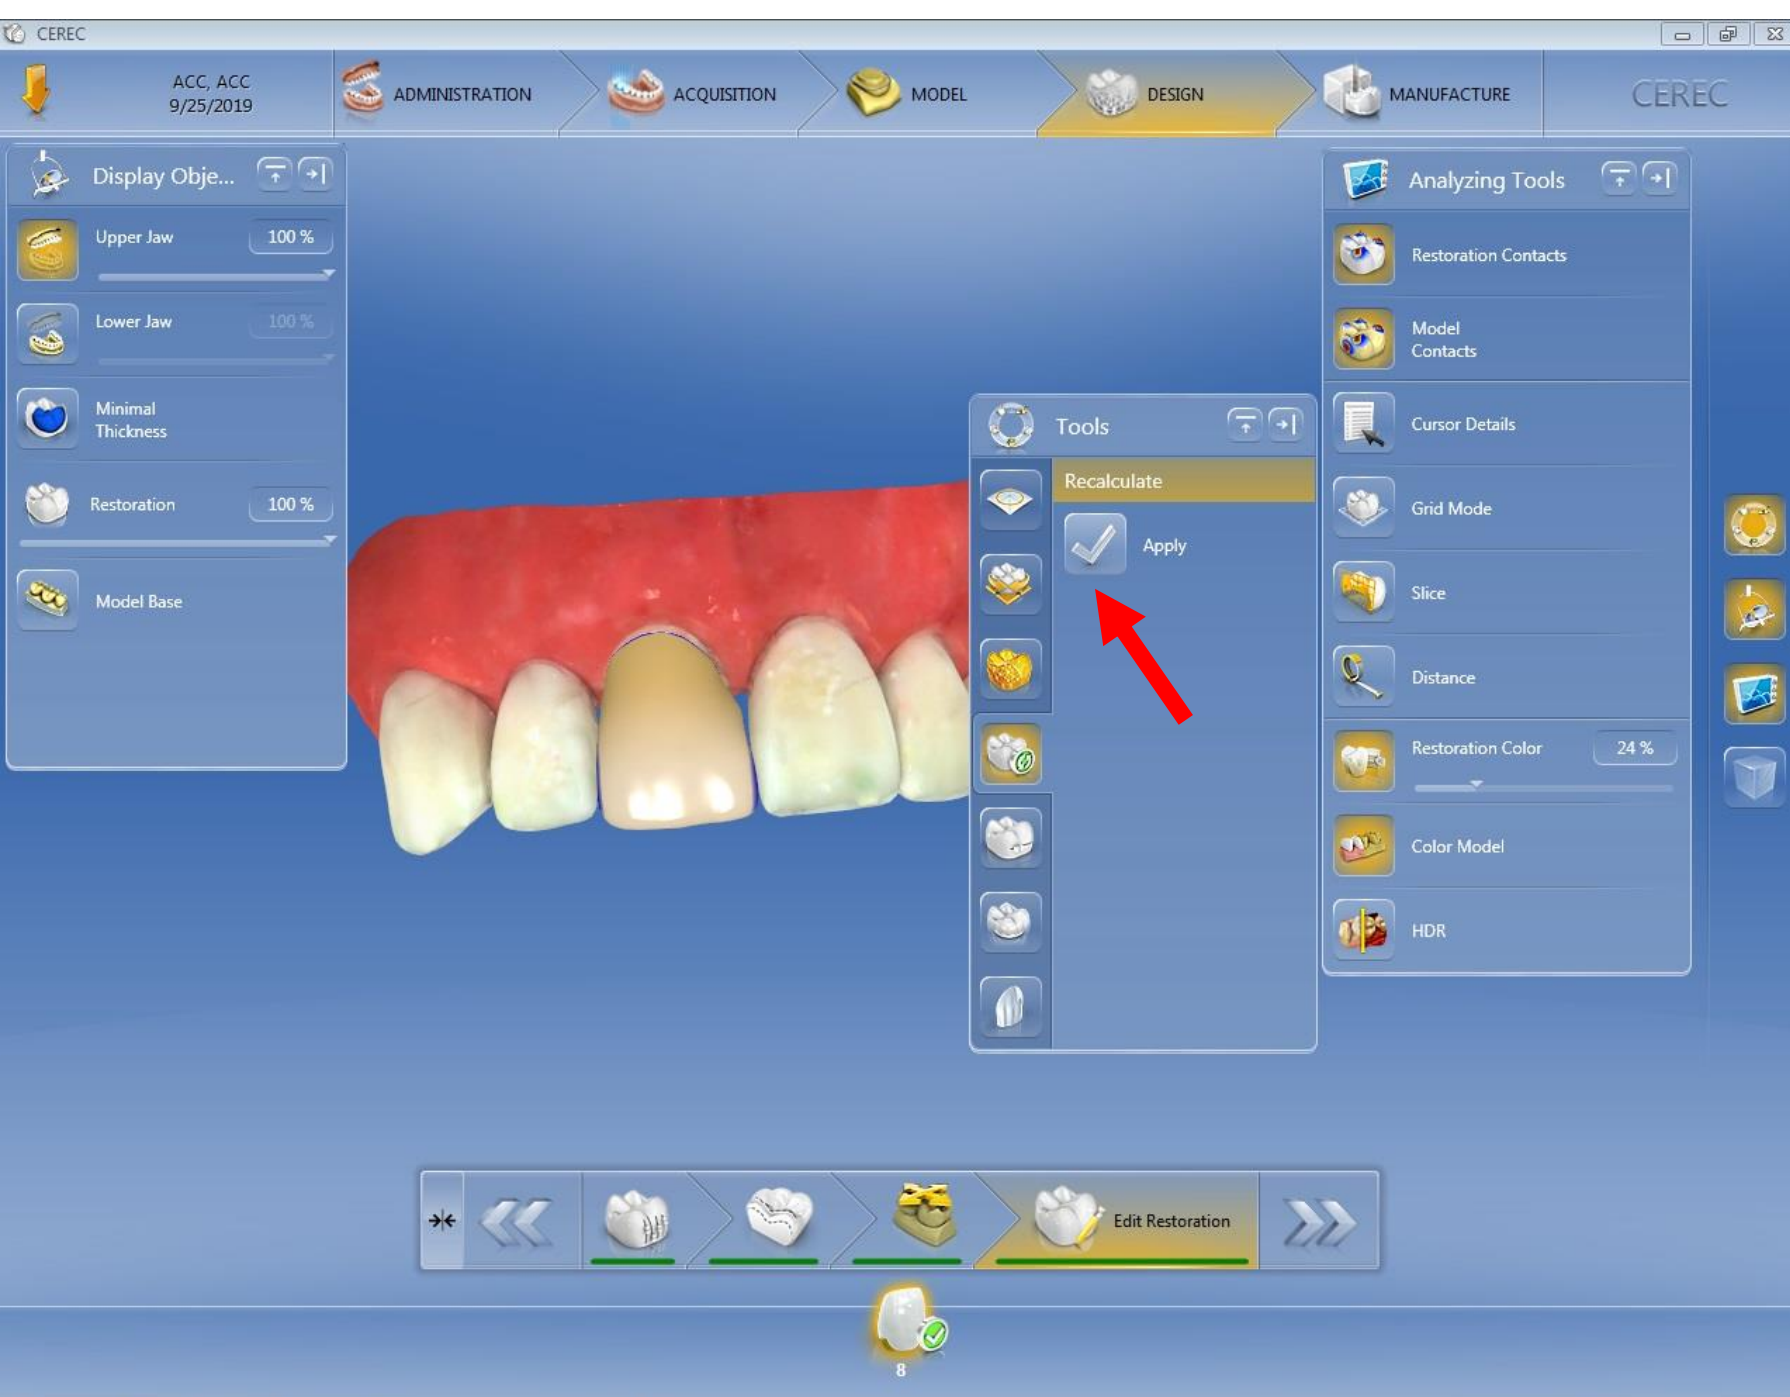 CEREC
ACC, ACC
9/25/2019
ADMINISTRATION
ACQUISITION
MODEL
DESIGN
MANUFACTURE
CEREC
Display Obje...
Upper Jaw
100 %
Lower Jaw
100 %
Minimal
Thickness
Restoration
100 %
Model Base
Tools
Recalculate
Apply
Analyzing Tools
Restoration Contacts
Model
Contacts
Cursor Details
Grid Mode
Slice
Distance
Restoration Color
24 %
Color Model
HDR
Edit Restoration
8